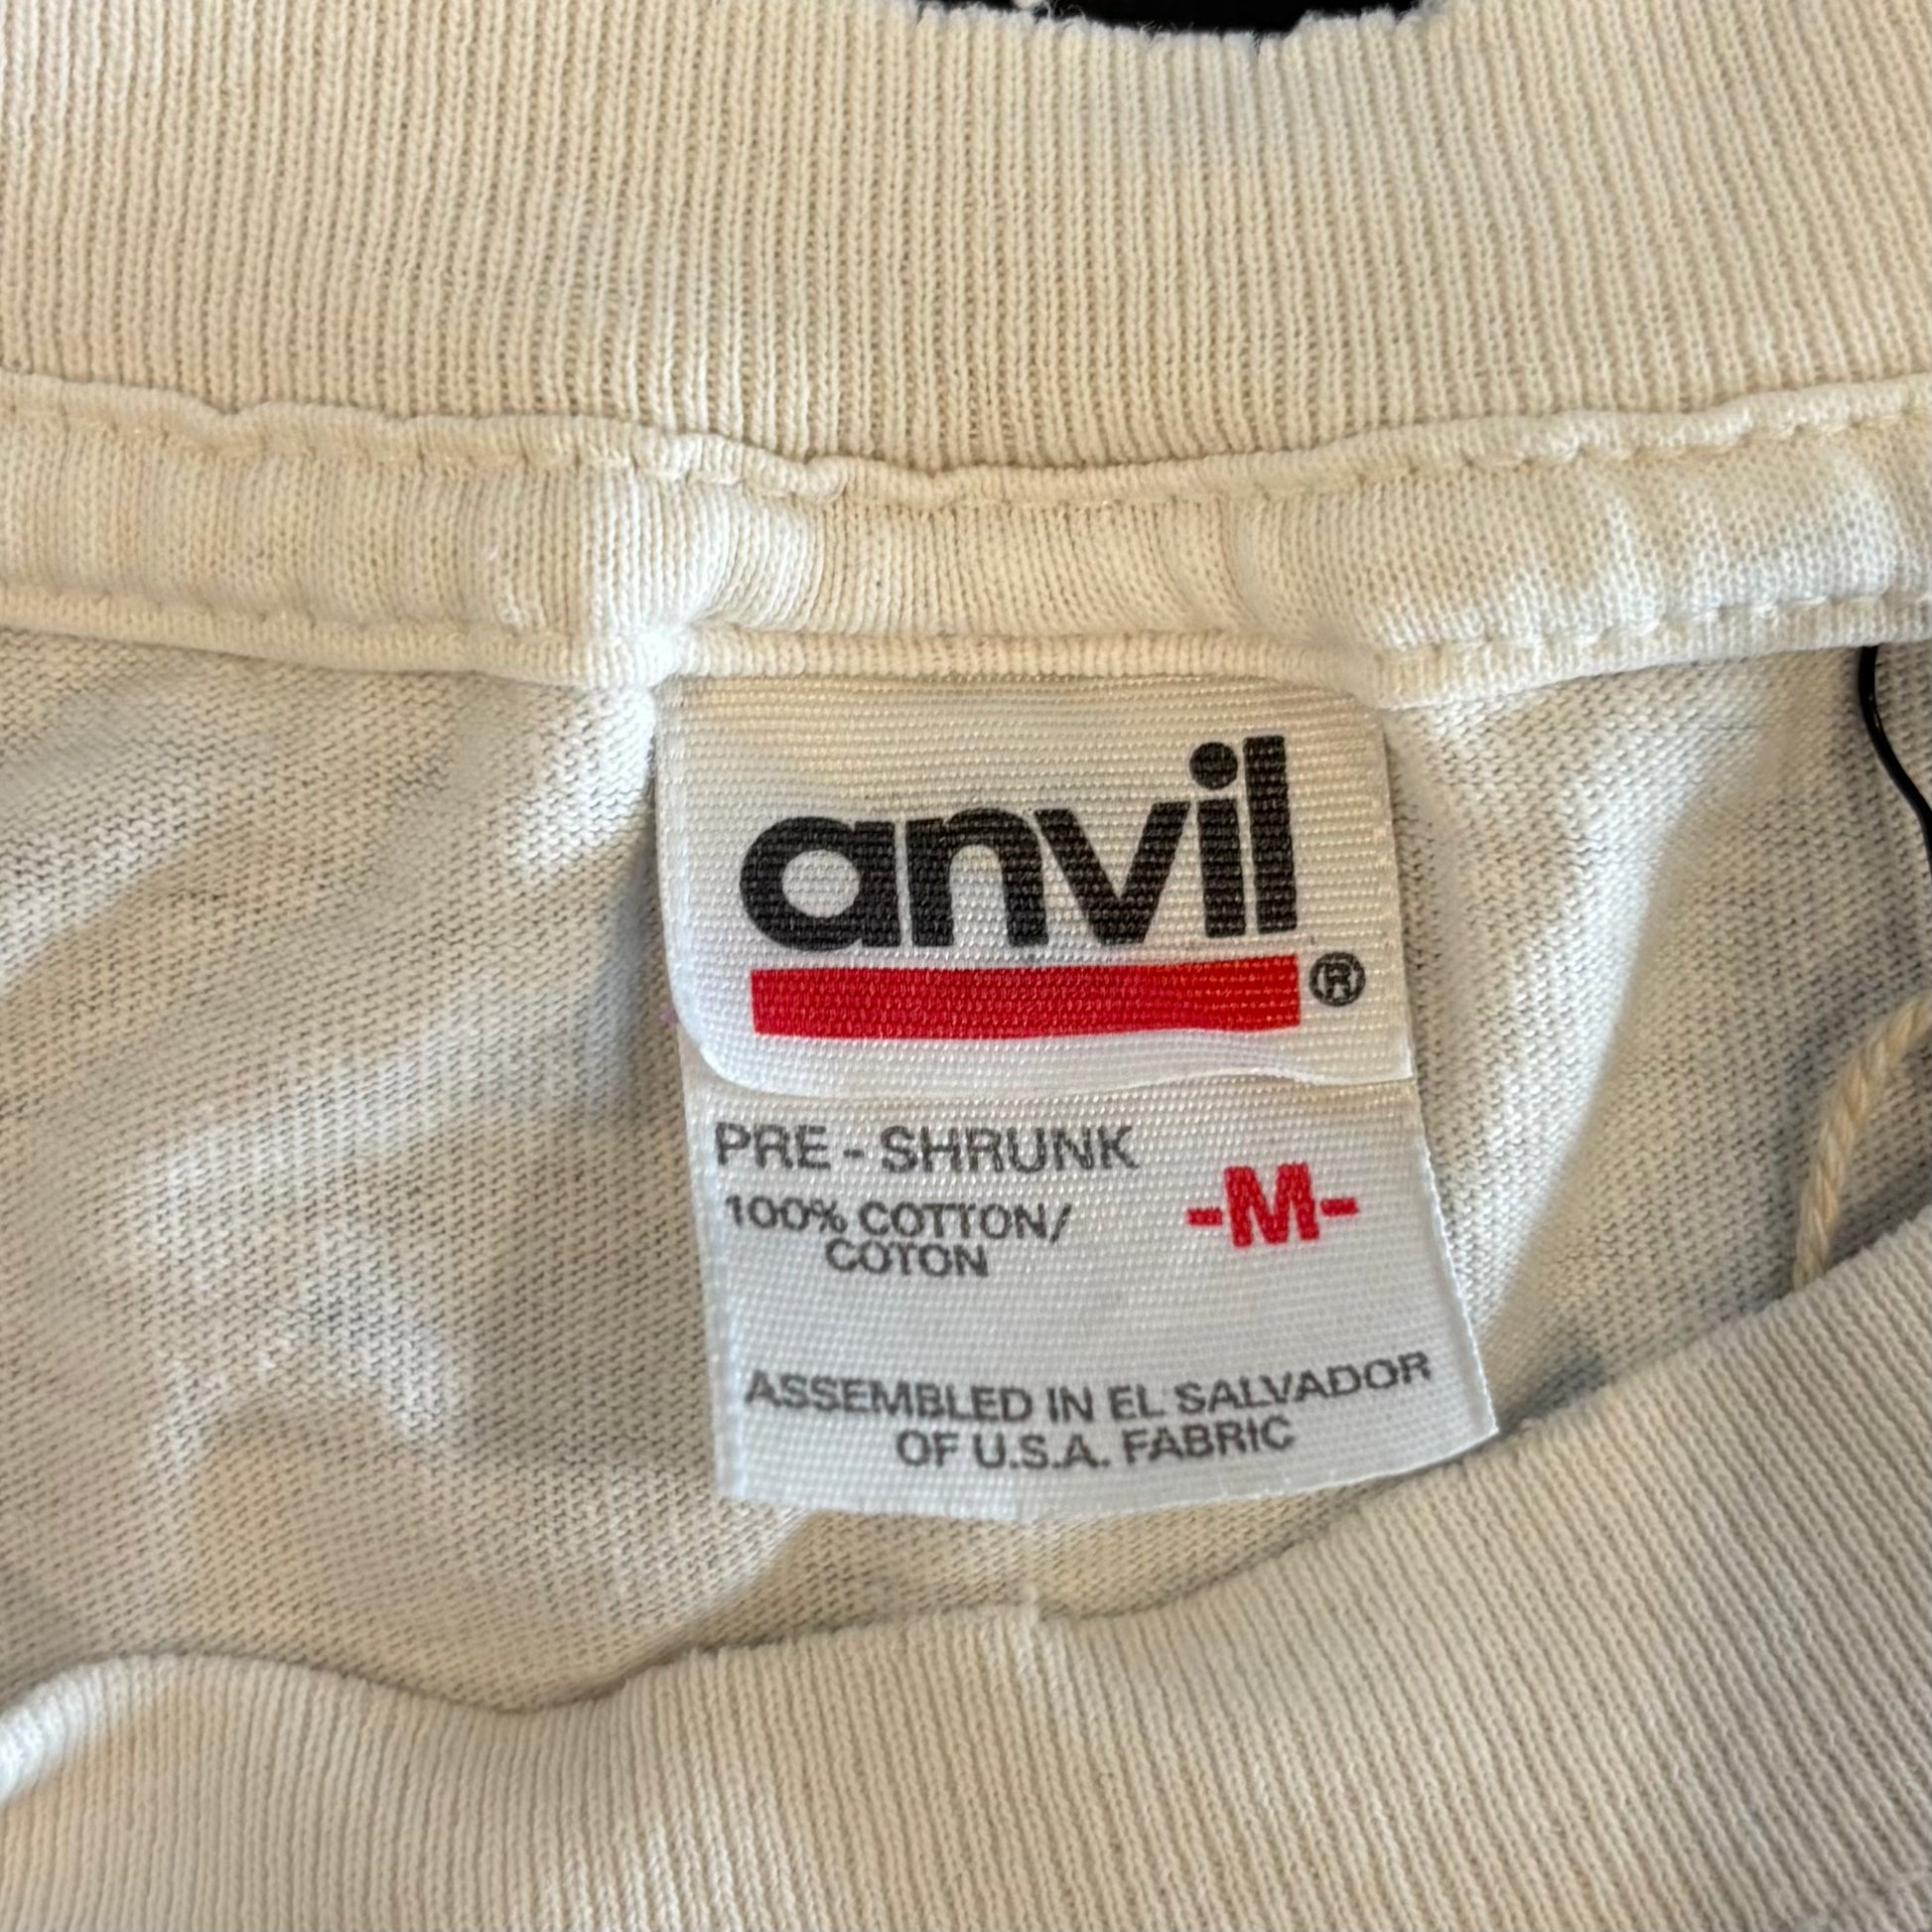 anvil®
PRE-SHRUNK
100% COTTON/
COTON
-M-
ASSEMBLED IN EL SALVADOR
OF U.S.A. FABRIC